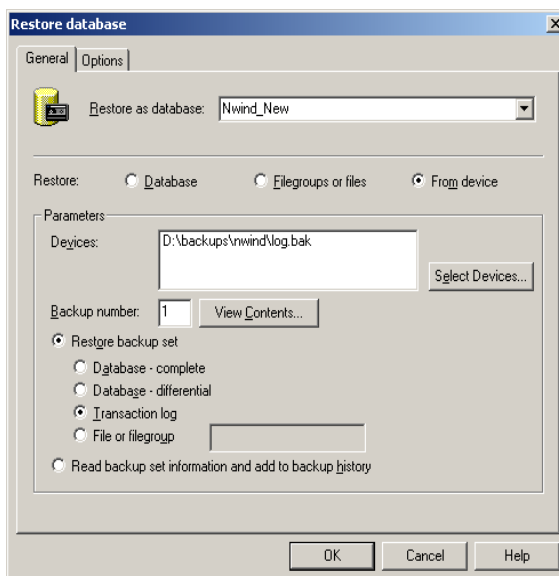 Restore database
General Options
Restore as database: Nwind_New
Restore: Database Filegroups or files From device
Parameters
Devices: D:\backups\nwind\log.bak
Select Devices...
Backup number: 1 View Contents...
Restore backup set
Database - complete
Database - differential
Transaction log
File or filegroup
Read backup set information and add to backup history
OK Cancel Help